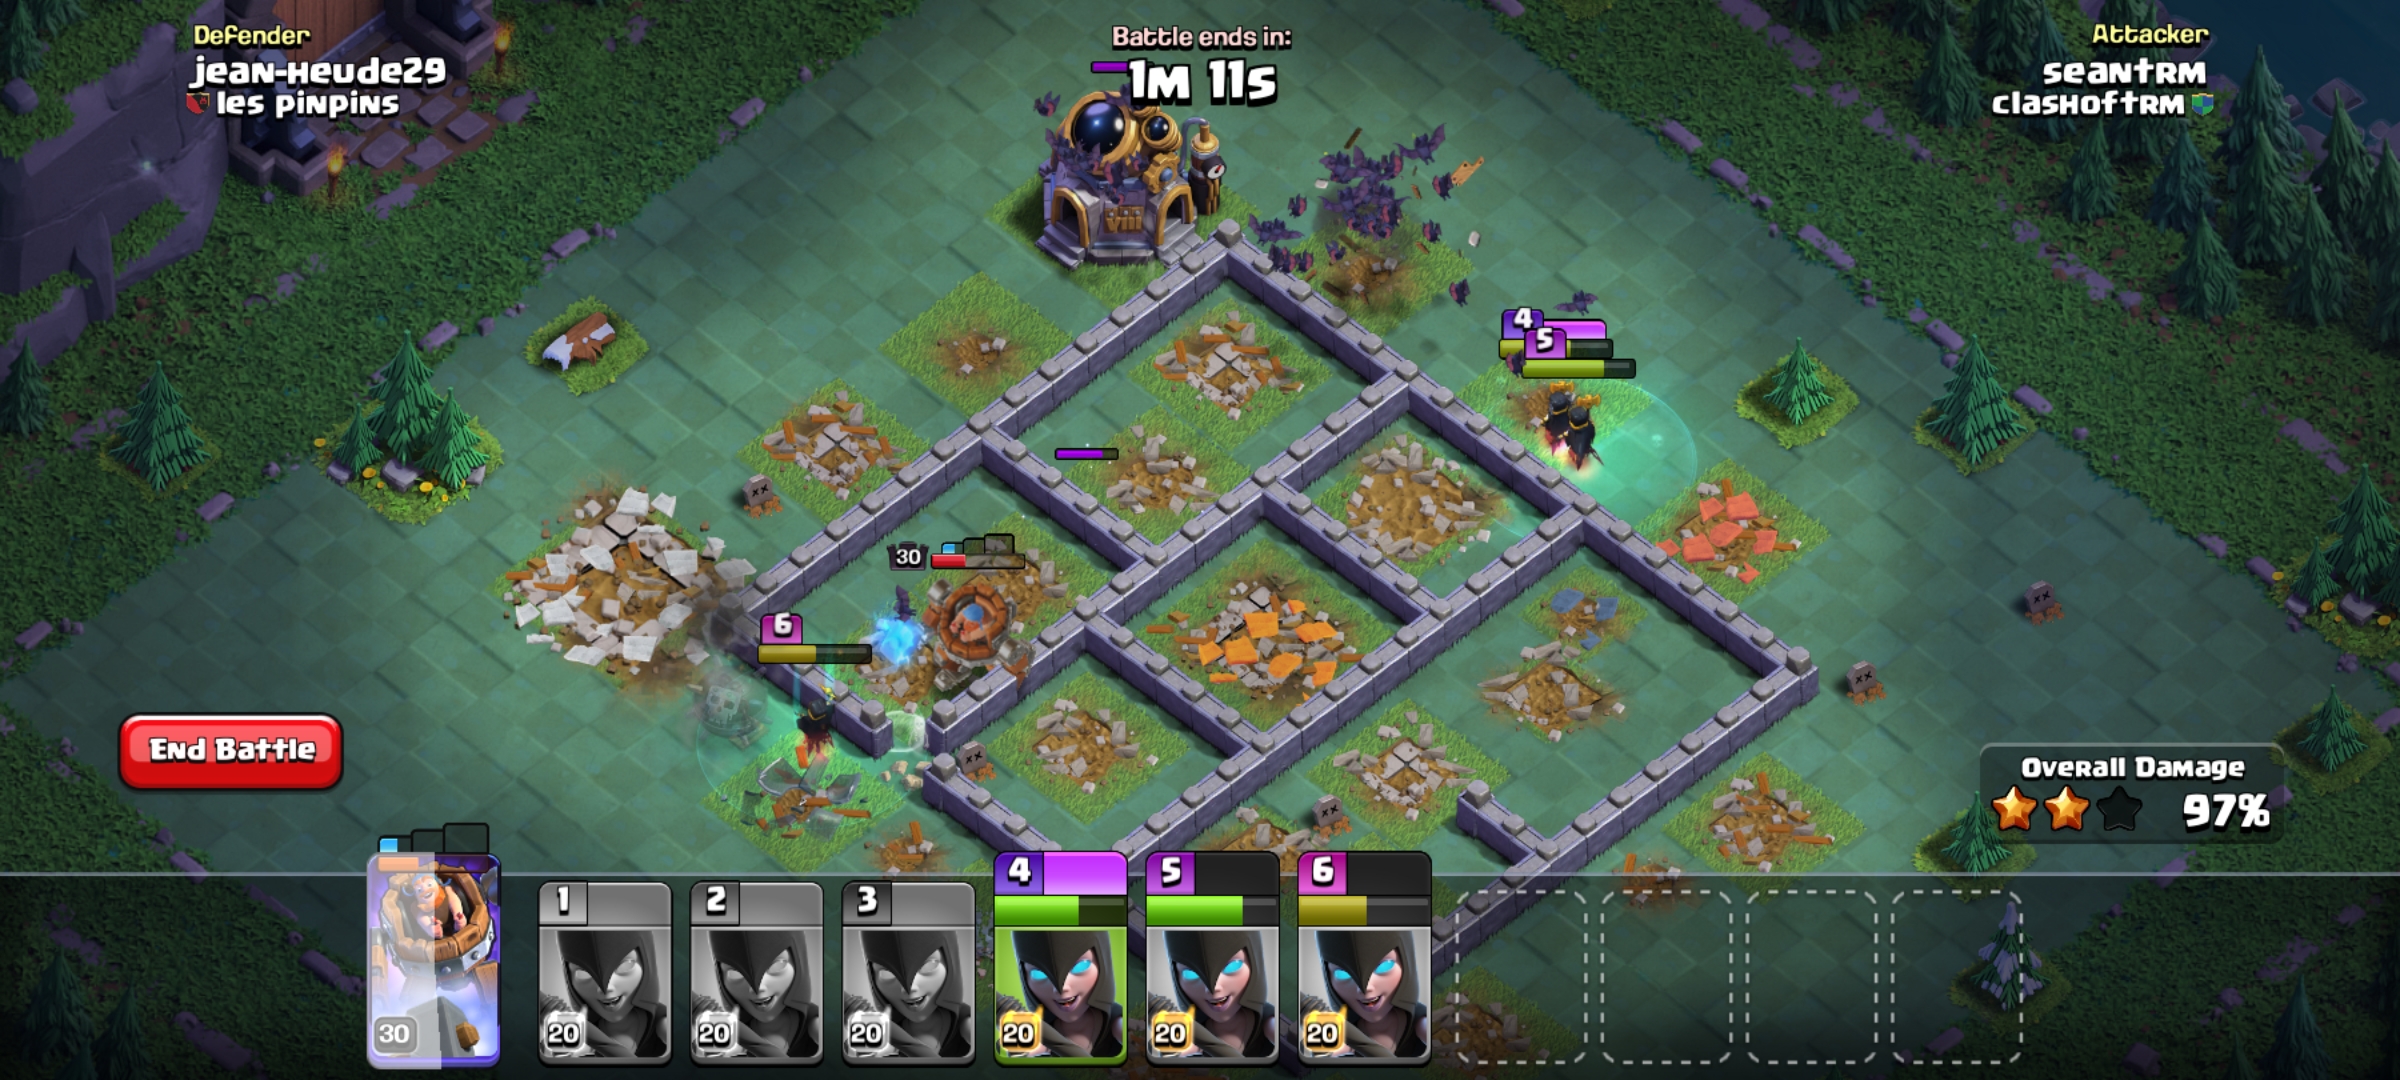 Defender
jean-Heude29
les pinpins
Battle ends in:
1m 11s
Attacker
seantrm
clashoftrm
VIII
4
5
30
6
End Battle
Overall Damage
97%
30
1
20
2
20
3
20
4
20
5
20
6
20